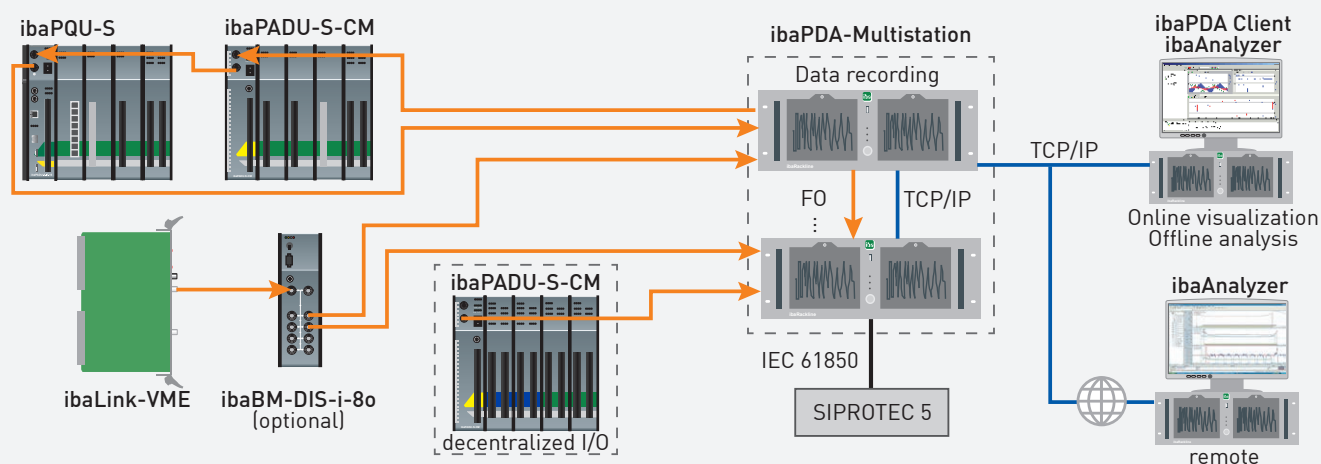 ibaPQU-S
ibaPADU-S-CM
ibaPDA-Multistation
Data recording
ibaPDA Client
ibaAnalyzer
TCP/IP
FO
...
TCP/IP
Online visualization
Offline analysis
ibaPADU-S-CM
decentralized I/O
ibaLink-VME
ibaBM-DIS-i-8o
(optional)
IEC 61850
SIPROTEC 5
ibaAnalyzer
remote